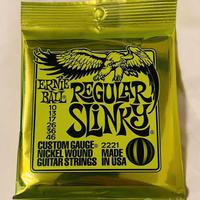 ERNIE BALL
REGULAR SLINKY
10
13
17
26
36
46
CUSTOM GAUGE
NICKEL WOUND
GUITAR STRINGS
2221
MADE IN USA